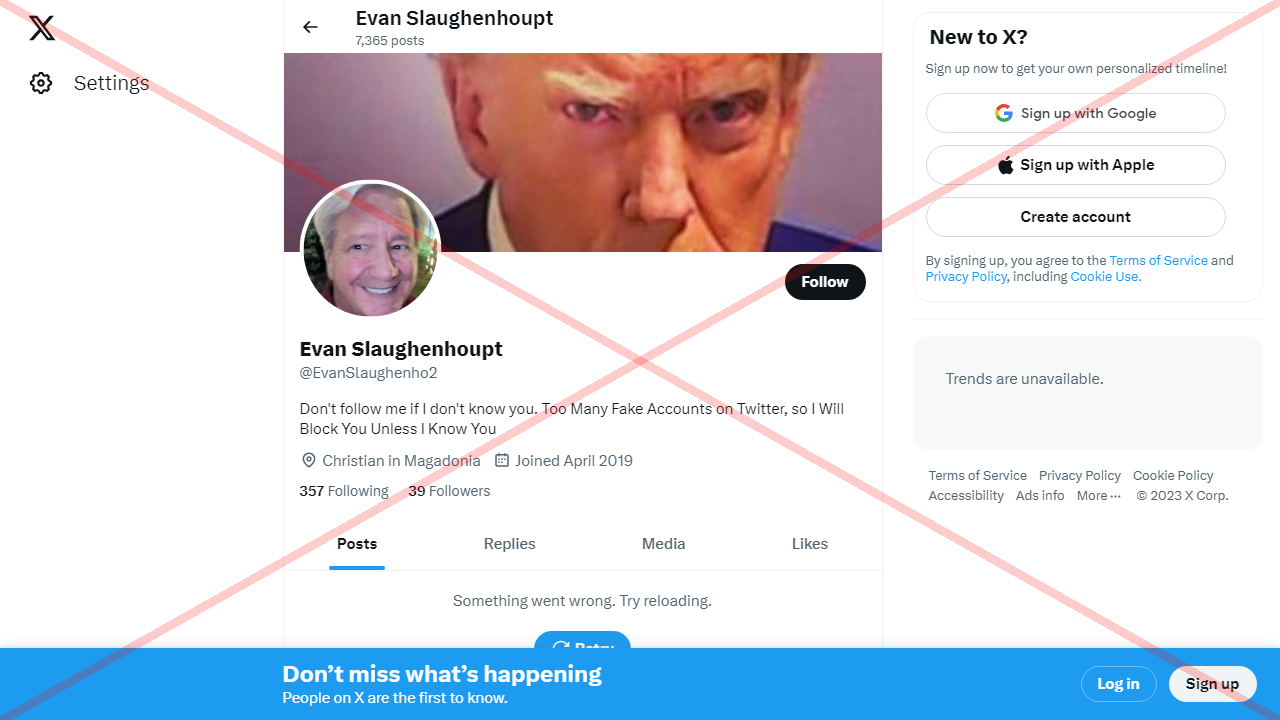 Settings
Evan Slaughenhoupt
7,365 posts
Follow
Evan Slaughenhoupt
@EvanSlaughenho2
Don't follow me if I don't know you. Too Many Fake Accounts on Twitter, so I Will
Block You Unless I Know You
Christian in Magadonia Joined April 2019
357 Following 39 Followers
Posts Replies Media Likes
Something went wrong. Try reloading.
Retry
New to X?
Sign up now to get your own personalized timeline!
Sign up with Google
Sign up with Apple
Create account
By signing up, you agree to the Terms of Service and
Privacy Policy, including Cookie Use.
Trends are unavailable.
Terms of Service Privacy Policy Cookie Policy
Accessibility Ads info More ··· © 2023 X Corp.
Don’t miss what’s happening
People on X are the first to know.
Log in
Sign up